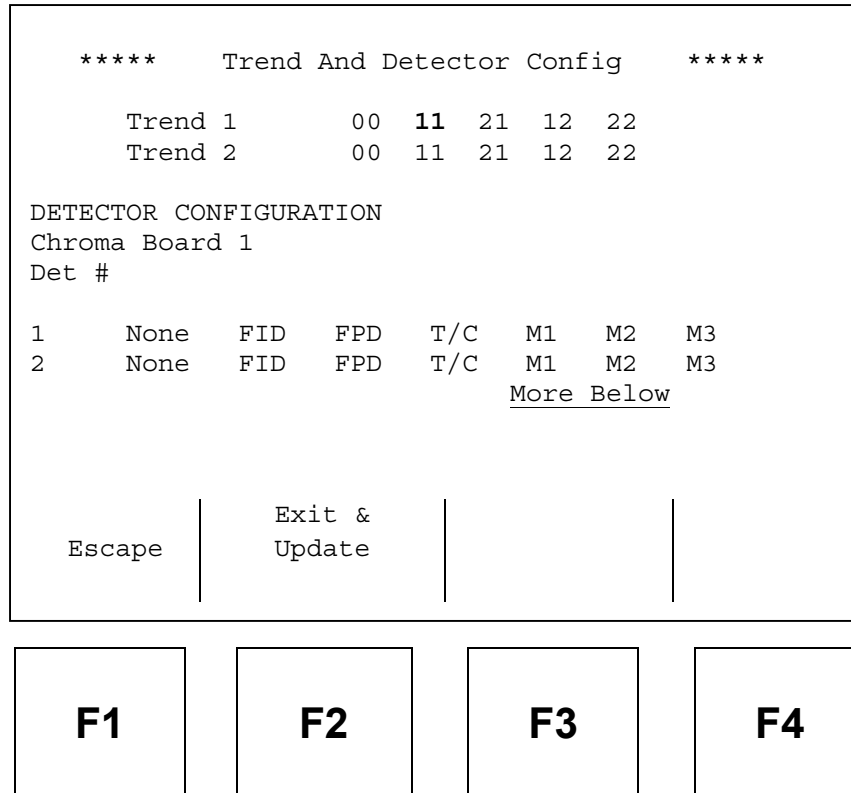 ***** Trend And Detector Config *****
Trend 1 00 11 21 12 22
Trend 2 00 11 21 12 22
DETECTOR CONFIGURATION
Chroma Board 1
Det #
1 None FID FPD T/C M1 M2 M3
2 None FID FPD T/C M1 M2 M3
More Below
Exit &
Escape Update
F1 F2 F3 F4